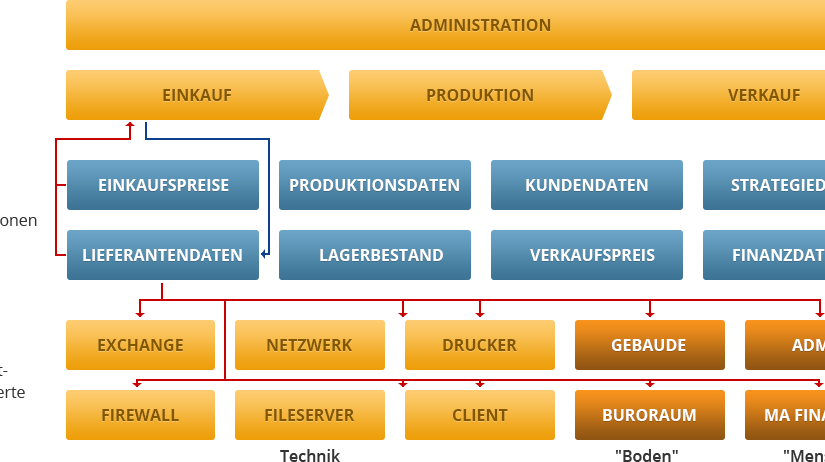 ADMINISTRATION
EINKAUF PRODUKTION VERKAUF
EINKAUFSPREISE PRODUKTIONSDATEN KUNDENDATEN STRATEGIED
onen
LIEFERANTENDATEN LAGERBESTAND VERKAUFSPREIS FINANZDAT
EXCHANGE NETZWERK DRUCKER GEBAUDE ADM
t-
erte
FIREWALL FILESERVER CLIENT BURORAUM MA FINA
Technik "Boden" "Mens